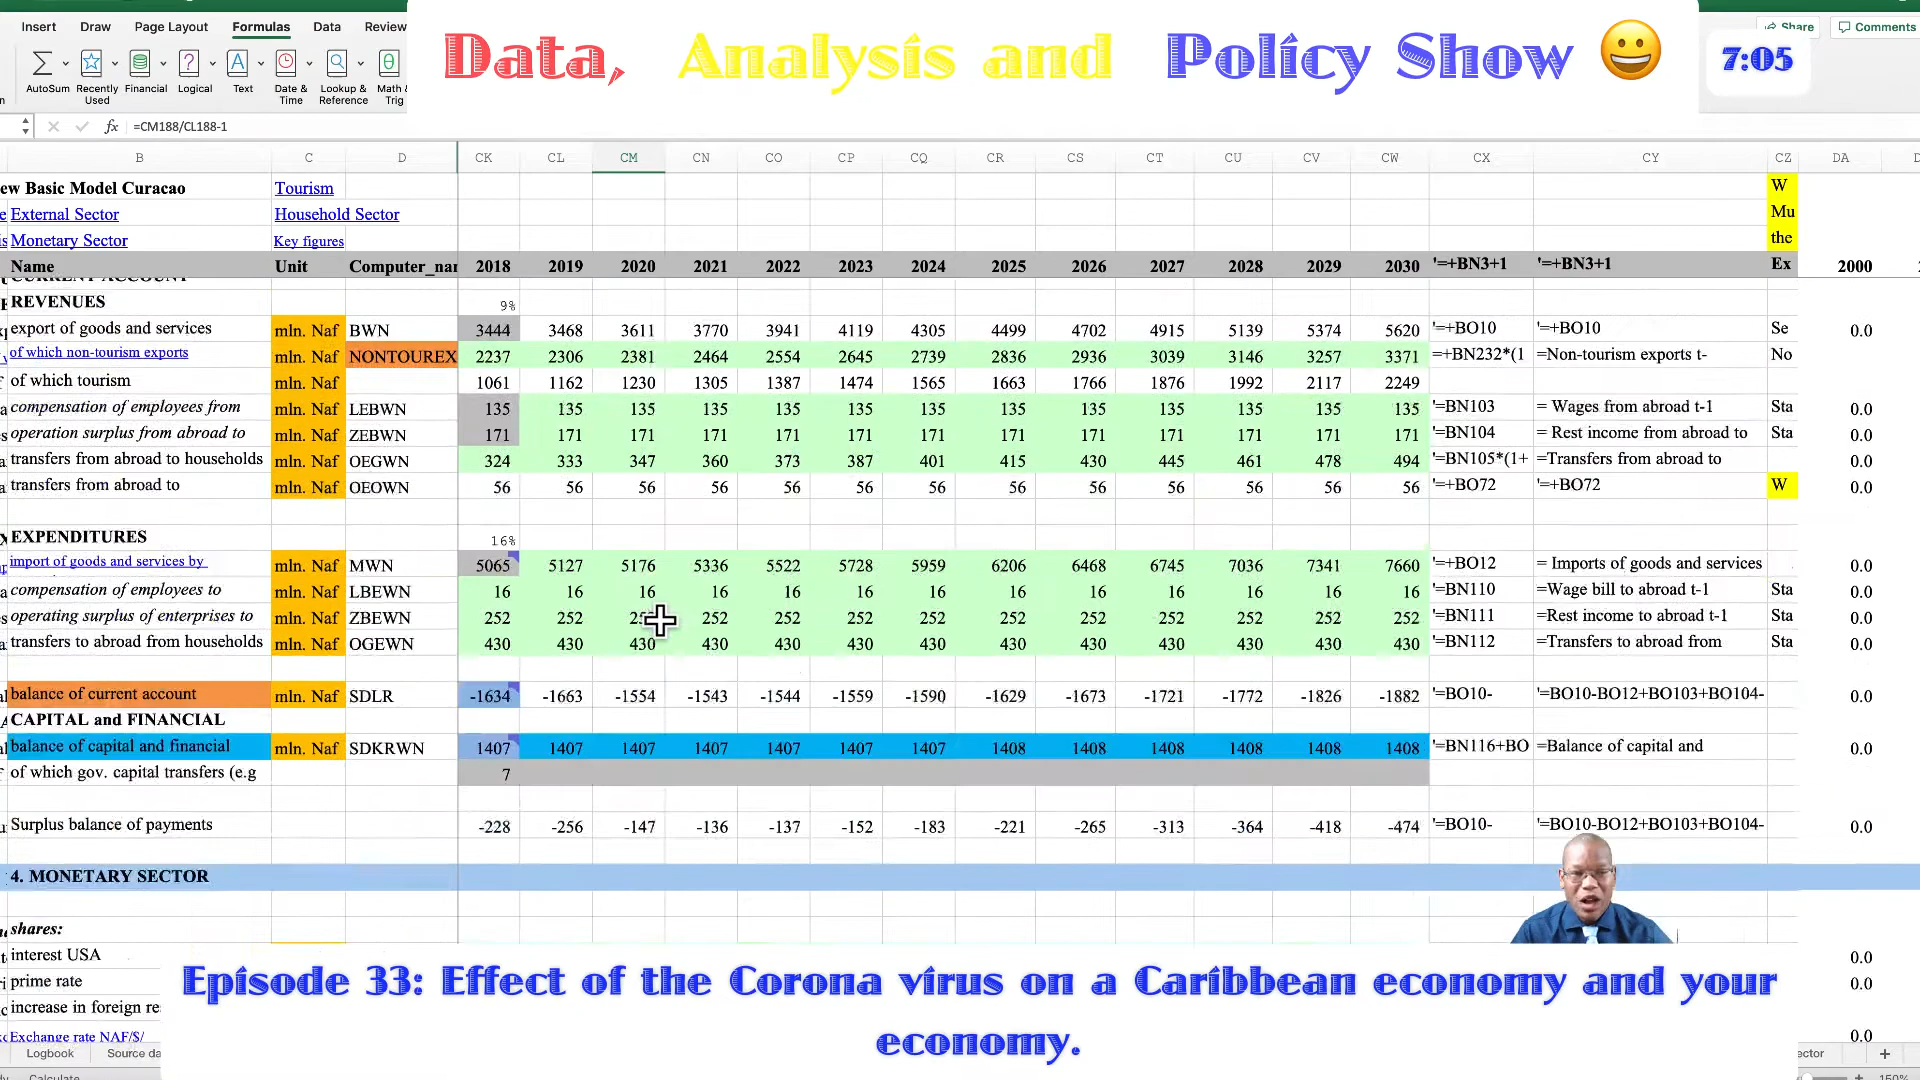 Insert Draw Page Layout Formulas Data Review
Data, Analysis and Policy Show
7:05
Share Comments
AutoSum Recently Used Financial Logical Text Date & Time Lookup & Reference Math & Trig
fx =CM188/CL188-1
B C D CK CL CM CN CO CP CQ CR CS CT CU CV CW CX CY CZ DA
ew Basic Model Curacao Tourism W
External Sector Household Sector Mu
Monetary Sector Key figures the
Name Unit Computer_nar 2018 2019 2020 2021 2022 2023 2024 2025 2026 2027 2028 2029 2030 '=+BN3+1 '=+BN3+1 Ex 2000
CURRENT ACCOUNT
REVENUES 9%
export of goods and services mln. Naf BWN 3444 3468 3611 3770 3941 4119 4305 4499 4702 4915 5139 5374 5620 '=+BO10 '=+BO10 Se 0.0
of which non-tourism exports mln. Naf NONTOUREX 2237 2306 2381 2464 2554 2645 2739 2836 2936 3039 3146 3257 3371 =+BN232*(1 =Non-tourism exports t- No
of which tourism mln. Naf 1061 1162 1230 1305 1387 1474 1565 1663 1766 1876 1992 2117 2249
compensation of employees from mln. Naf LEBWN 135 135 135 135 135 135 135 135 135 135 135 135 135 '=BN103 = Wages from abroad t-1 Sta 0.0
operation surplus from abroad to mln. Naf ZEBWN 171 171 171 171 171 171 171 171 171 171 171 171 171 '=BN104 = Rest income from abroad to Sta 0.0
transfers from abroad to households mln. Naf OEGWN 324 333 347 360 373 387 401 415 430 445 461 478 494 '=BN105*(1+ =Transfers from abroad to 0.0
transfers from abroad to mln. Naf OEOWN 56 56 56 56 56 56 56 56 56 56 56 56 56 '=+BO72 '=+BO72 W 0.0
EXPENDITURES 16%
import of goods and services by mln. Naf MWN 5065 5127 5176 5336 5522 5728 5959 6206 6468 6745 7036 7341 7660 '=+BO12 = Imports of goods and services 0.0
compensation of employees to mln. Naf LBEWN 16 16 16 16 16 16 16 16 16 16 16 16 16 '=BN110 =Wage bill to abroad t-1 Sta 0.0
operating surplus of enterprises to mln. Naf ZBEWN 252 252 25 252 252 252 252 252 252 252 252 252 252 '=BN111 =Rest income to abroad t-1 Sta 0.0
transfers to abroad from households mln. Naf OGEWN 430 430 430 430 430 430 430 430 430 430 430 430 430 '=BN112 =Transfers to abroad from Sta 0.0
balance of current account mln. Naf SDLR -1634 -1663 -1554 -1543 -1544 -1559 -1590 -1629 -1673 -1721 -1772 -1826 -1882 '=BO10- '=BO10-BO12+BO103+BO104- 0.0
CAPITAL and FINANCIAL
balance of capital and financial mln. Naf SDKRWN 1407 1407 1407 1407 1407 1407 1407 1408 1408 1408 1408 1408 1408 '=BN116+BO =Balance of capital and 0.0
of which gov. capital transfers (e.g 7
Surplus balance of payments -228 -256 -147 -136 -137 -152 -183 -221 -265 -313 -364 -418 -474 '=BO10- '=BO10-BO12+BO103+BO104- 0.0
4. MONETARY SECTOR
shares:
interest USA 0.0
prime rate 0.0
increase in foreign re
Exchange rate NAF/$/ 0.0
Episode 33: Effect of the Corona virus on a Caribbean economy and your
economy.
Logbook Source da ector
Calculate 150%